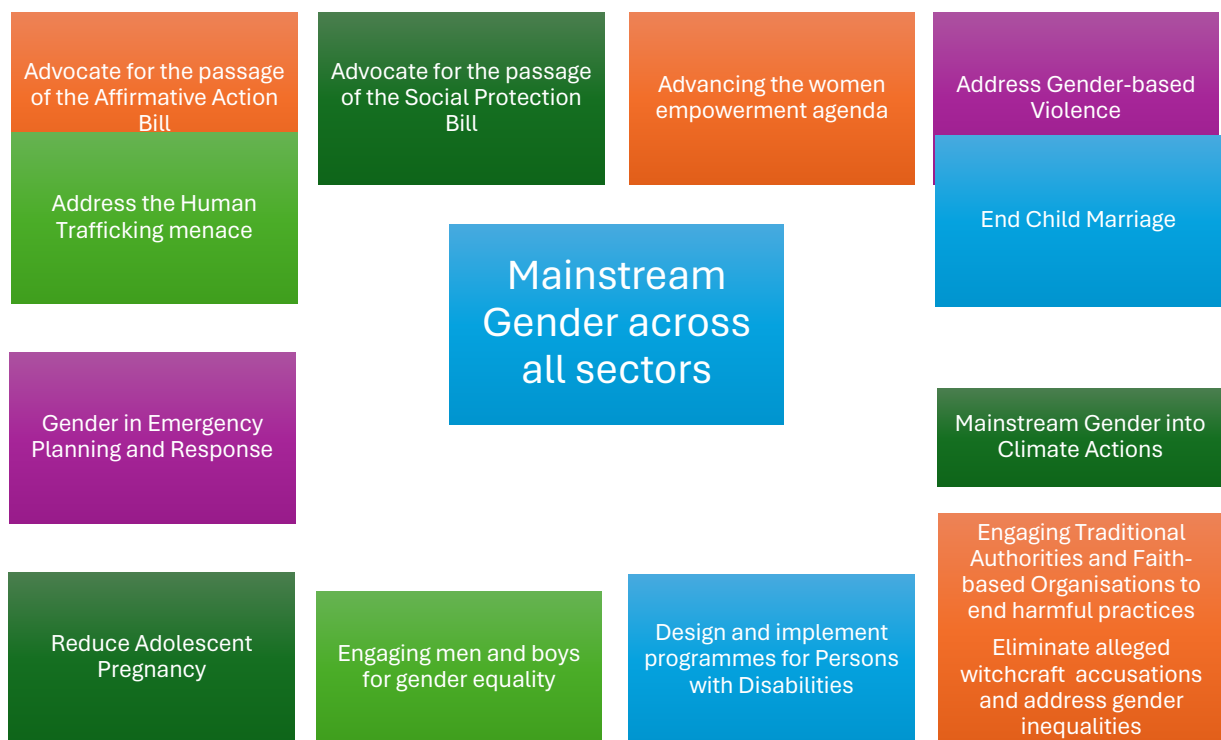 Advocate for the passage
of the Affirmative Action
Bill
Advocate for the passage
of the Social Protection
Bill
Advancing the women
empowerment agenda
Address Gender-based
Violence
Address the Human
Trafficking menace
End Child Marriage
Mainstream
Gender across
all sectors
Gender in Emergency
Planning and Response
Mainstream Gender into
Climate Actions
Reduce Adolescent
Pregnancy
Engaging men and boys
for gender equality
Design and implement
programmes for Persons
with Disabilities
Engaging Traditional
Authorities and Faith-
based Organisations to
end harmful practices
Eliminate alleged
witchcraft  accusations
and address gender
inequalities